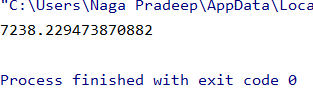 "C:\Users\Naga Pradeep\AppData\Loca
7238.229473870882
Process finished with exit code 0